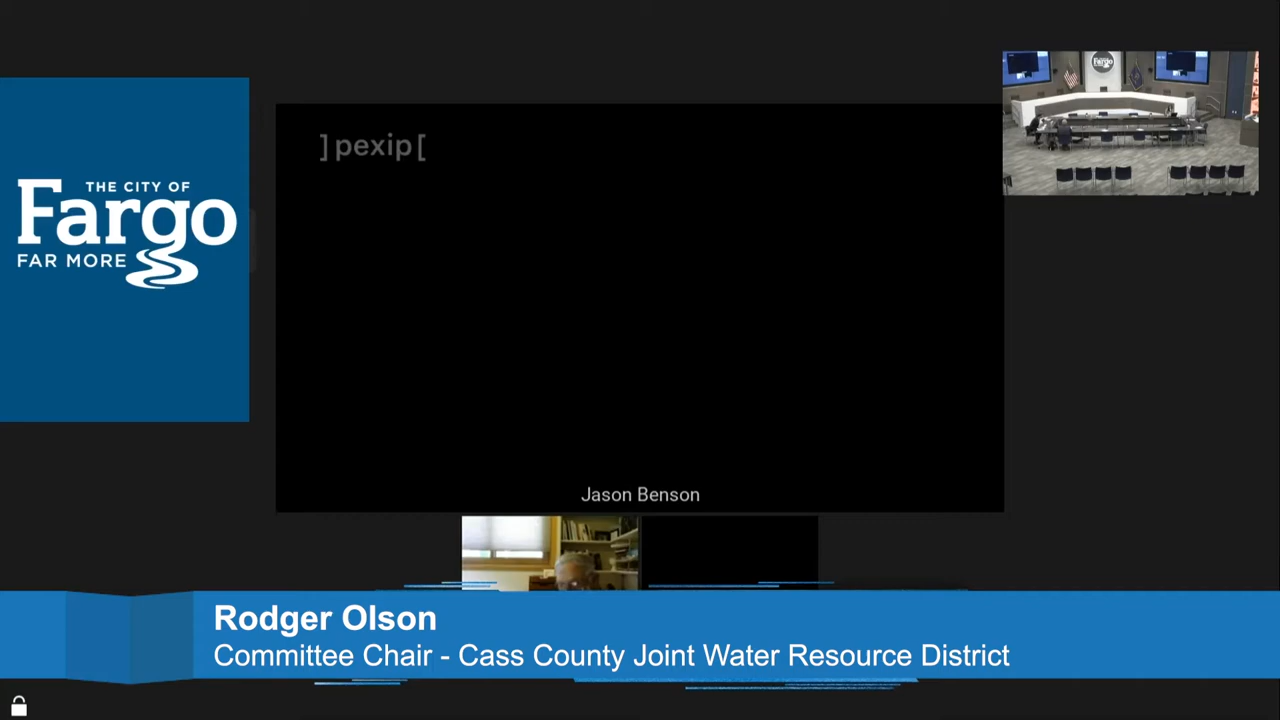 THE CITY OF
Fargo
FAR MORE
]pexip[
Fargo
Jason Benson
Rodger Olson
Committee Chair - Cass County Joint Water Resource District